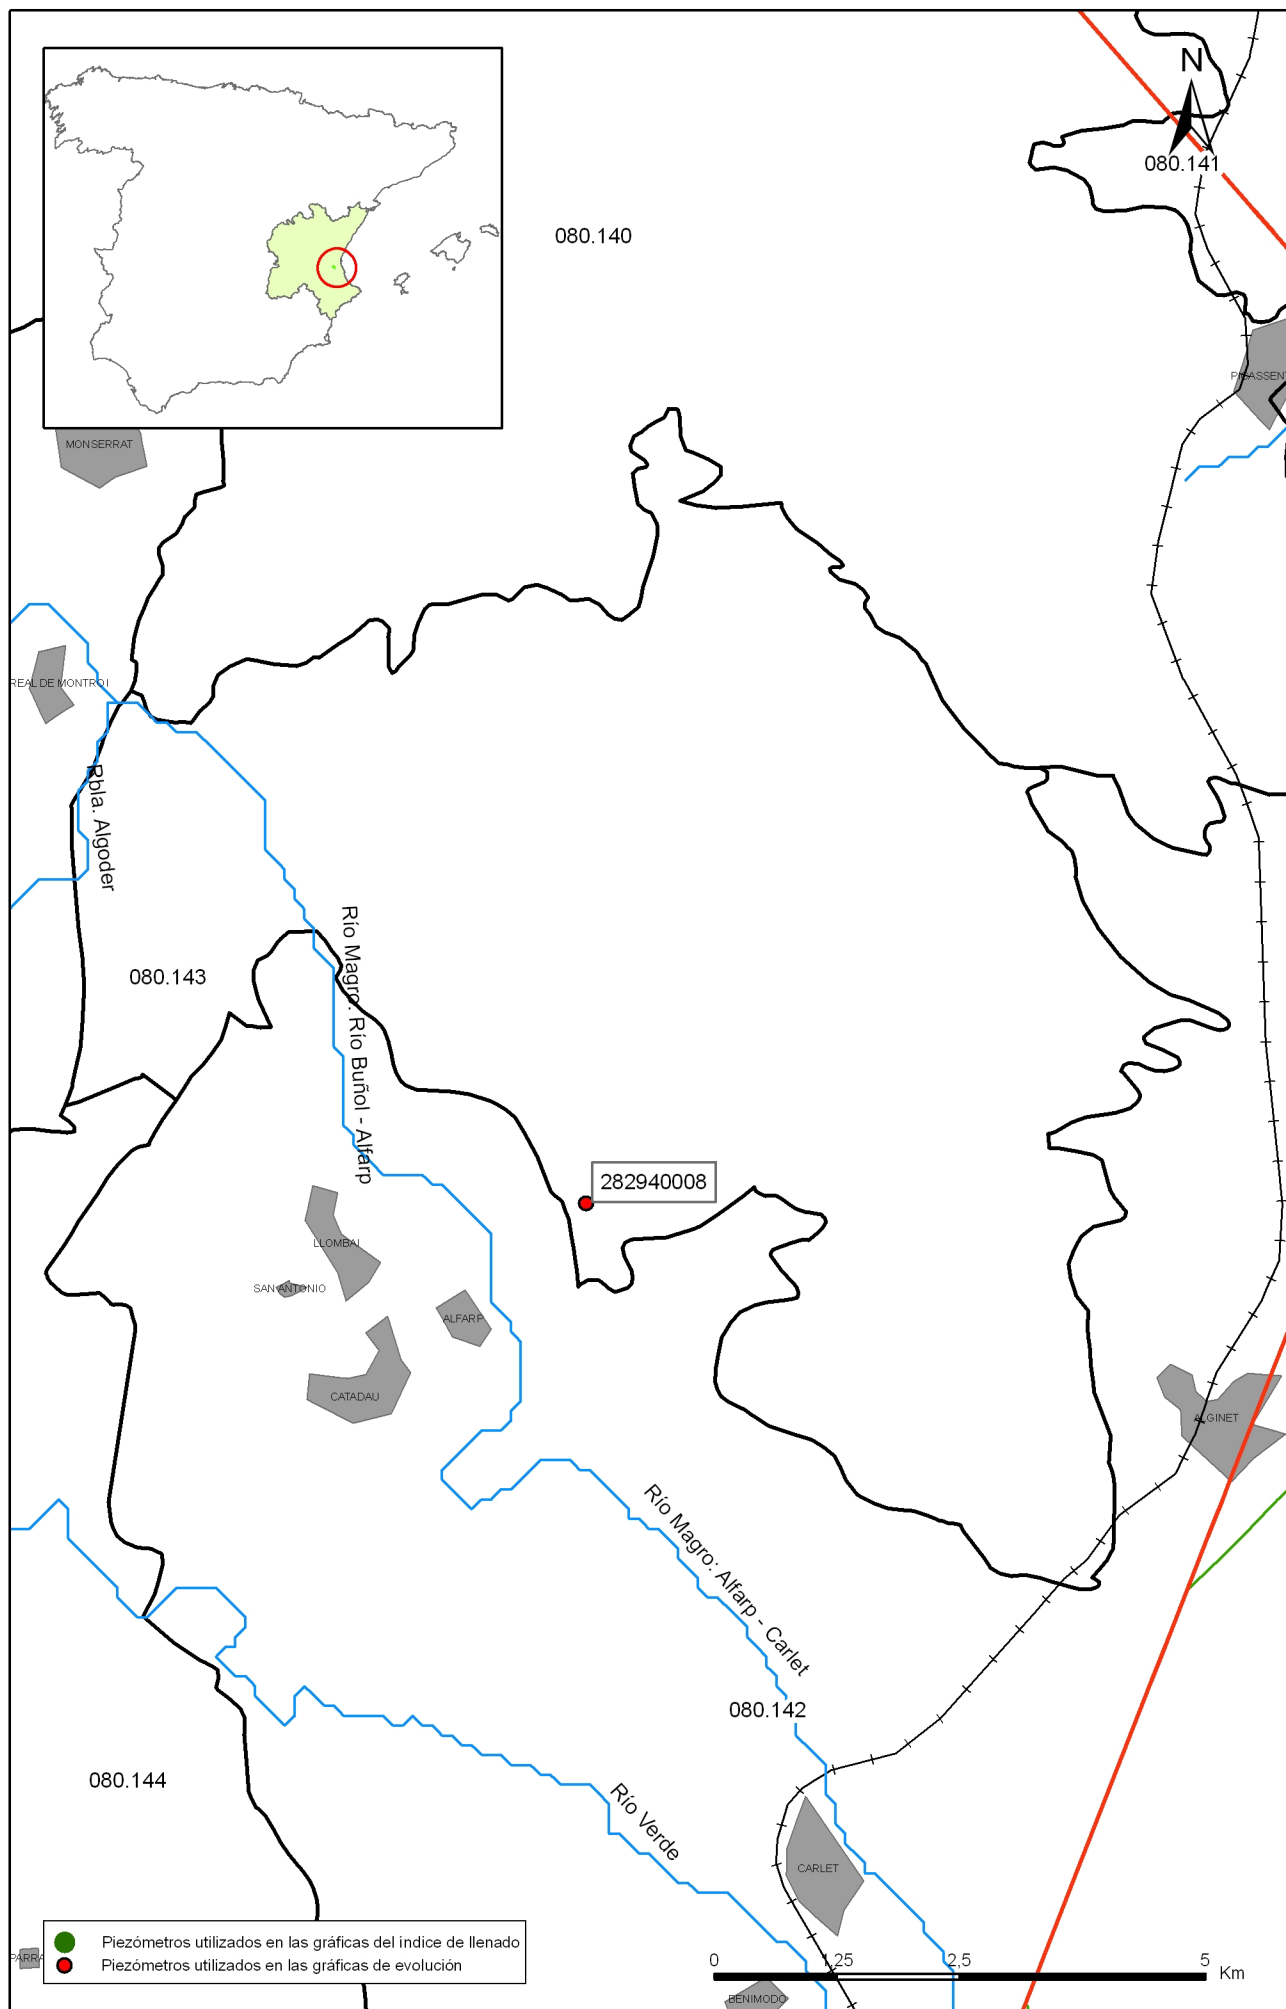 N
080.141
080.140
PICASSENT
MONSERRAT
REAL DE MONTROI
Rbla. Algoder
Río Magro: Río Buñol - Alfarp
080.143
282940008
LLOMBAI
SAN ANTONIO
ALFARP
CATADAU
ALGINET
Río Magro: Alfarp - Carlet
080.142
080.144
Río Verde
CARLET
Piezómetros utilizados en las gráficas del índice de llenado
Piezómetros utilizados en las gráficas de evolución
PARRA
0 1,25 2,5 5
Km
BENIMODO